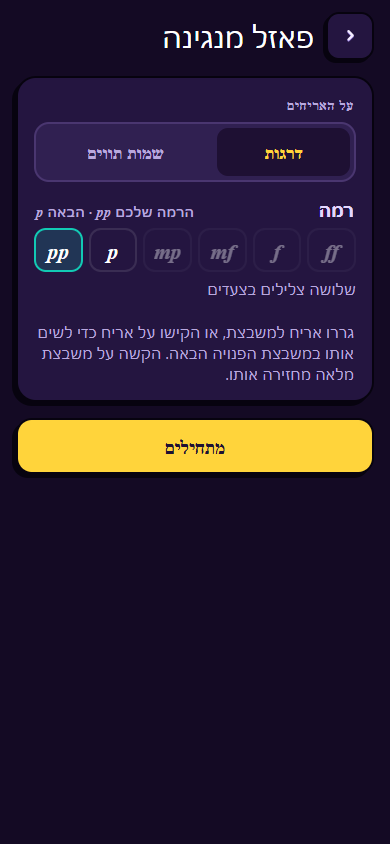 פאזל מנגינה
על האריחים
דרגות
שמות תווים
רמה
הרמה שלכם pp · הבאה p
pp p mp mf f ff
שלושה צלילים בצעדים
גררו אריח למשבצת, או הקישו על אריח כדי לשים
אותו במשבצת הפנויה הבאה. הקשה על משבצת
מלאה מחזירה אותו.
מתחילים